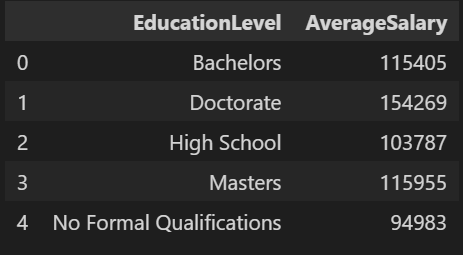 EducationLevel AverageSalary
0 Bachelors 115405
1 Doctorate 154269
2 High School 103787
3 Masters 115955
4 No Formal Qualifications 94983